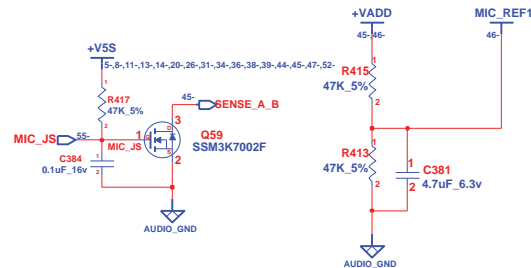 +V5S
5-,8-,11-,13-,14-,20-,26-,31-,34-,36-,38-,39-,44-,45-,47-,52-
1
R417
47K_5%
2
MIC_JS
55-
1
MIC_JS
G
D
S
3
2
Q59
SSM3K7002F
45-
SENSE_A_B
1
C384
0.1uF_16v
2
AUDIO_GND
+VADD
45-,46-
MIC_REF1
46-
1
R415
47K_5%
2
1
R413
47K_5%
2
1
C381
4.7uF_6.3v
2
AUDIO_GND